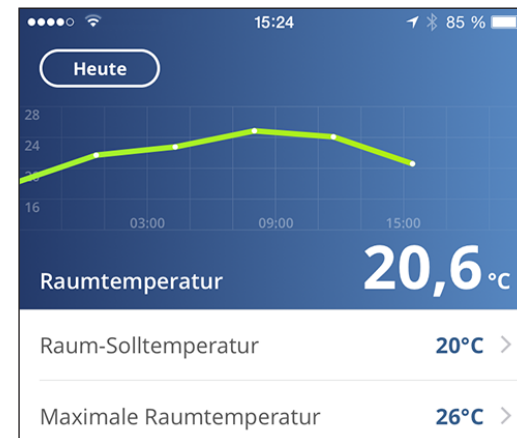 15:24 85 %
Heute
28
24
20
16
03:00 09:00 15:00
Raumtemperatur 20,6 °C
Raum-Solltemperatur 20°C
Maximale Raumtemperatur 26°C